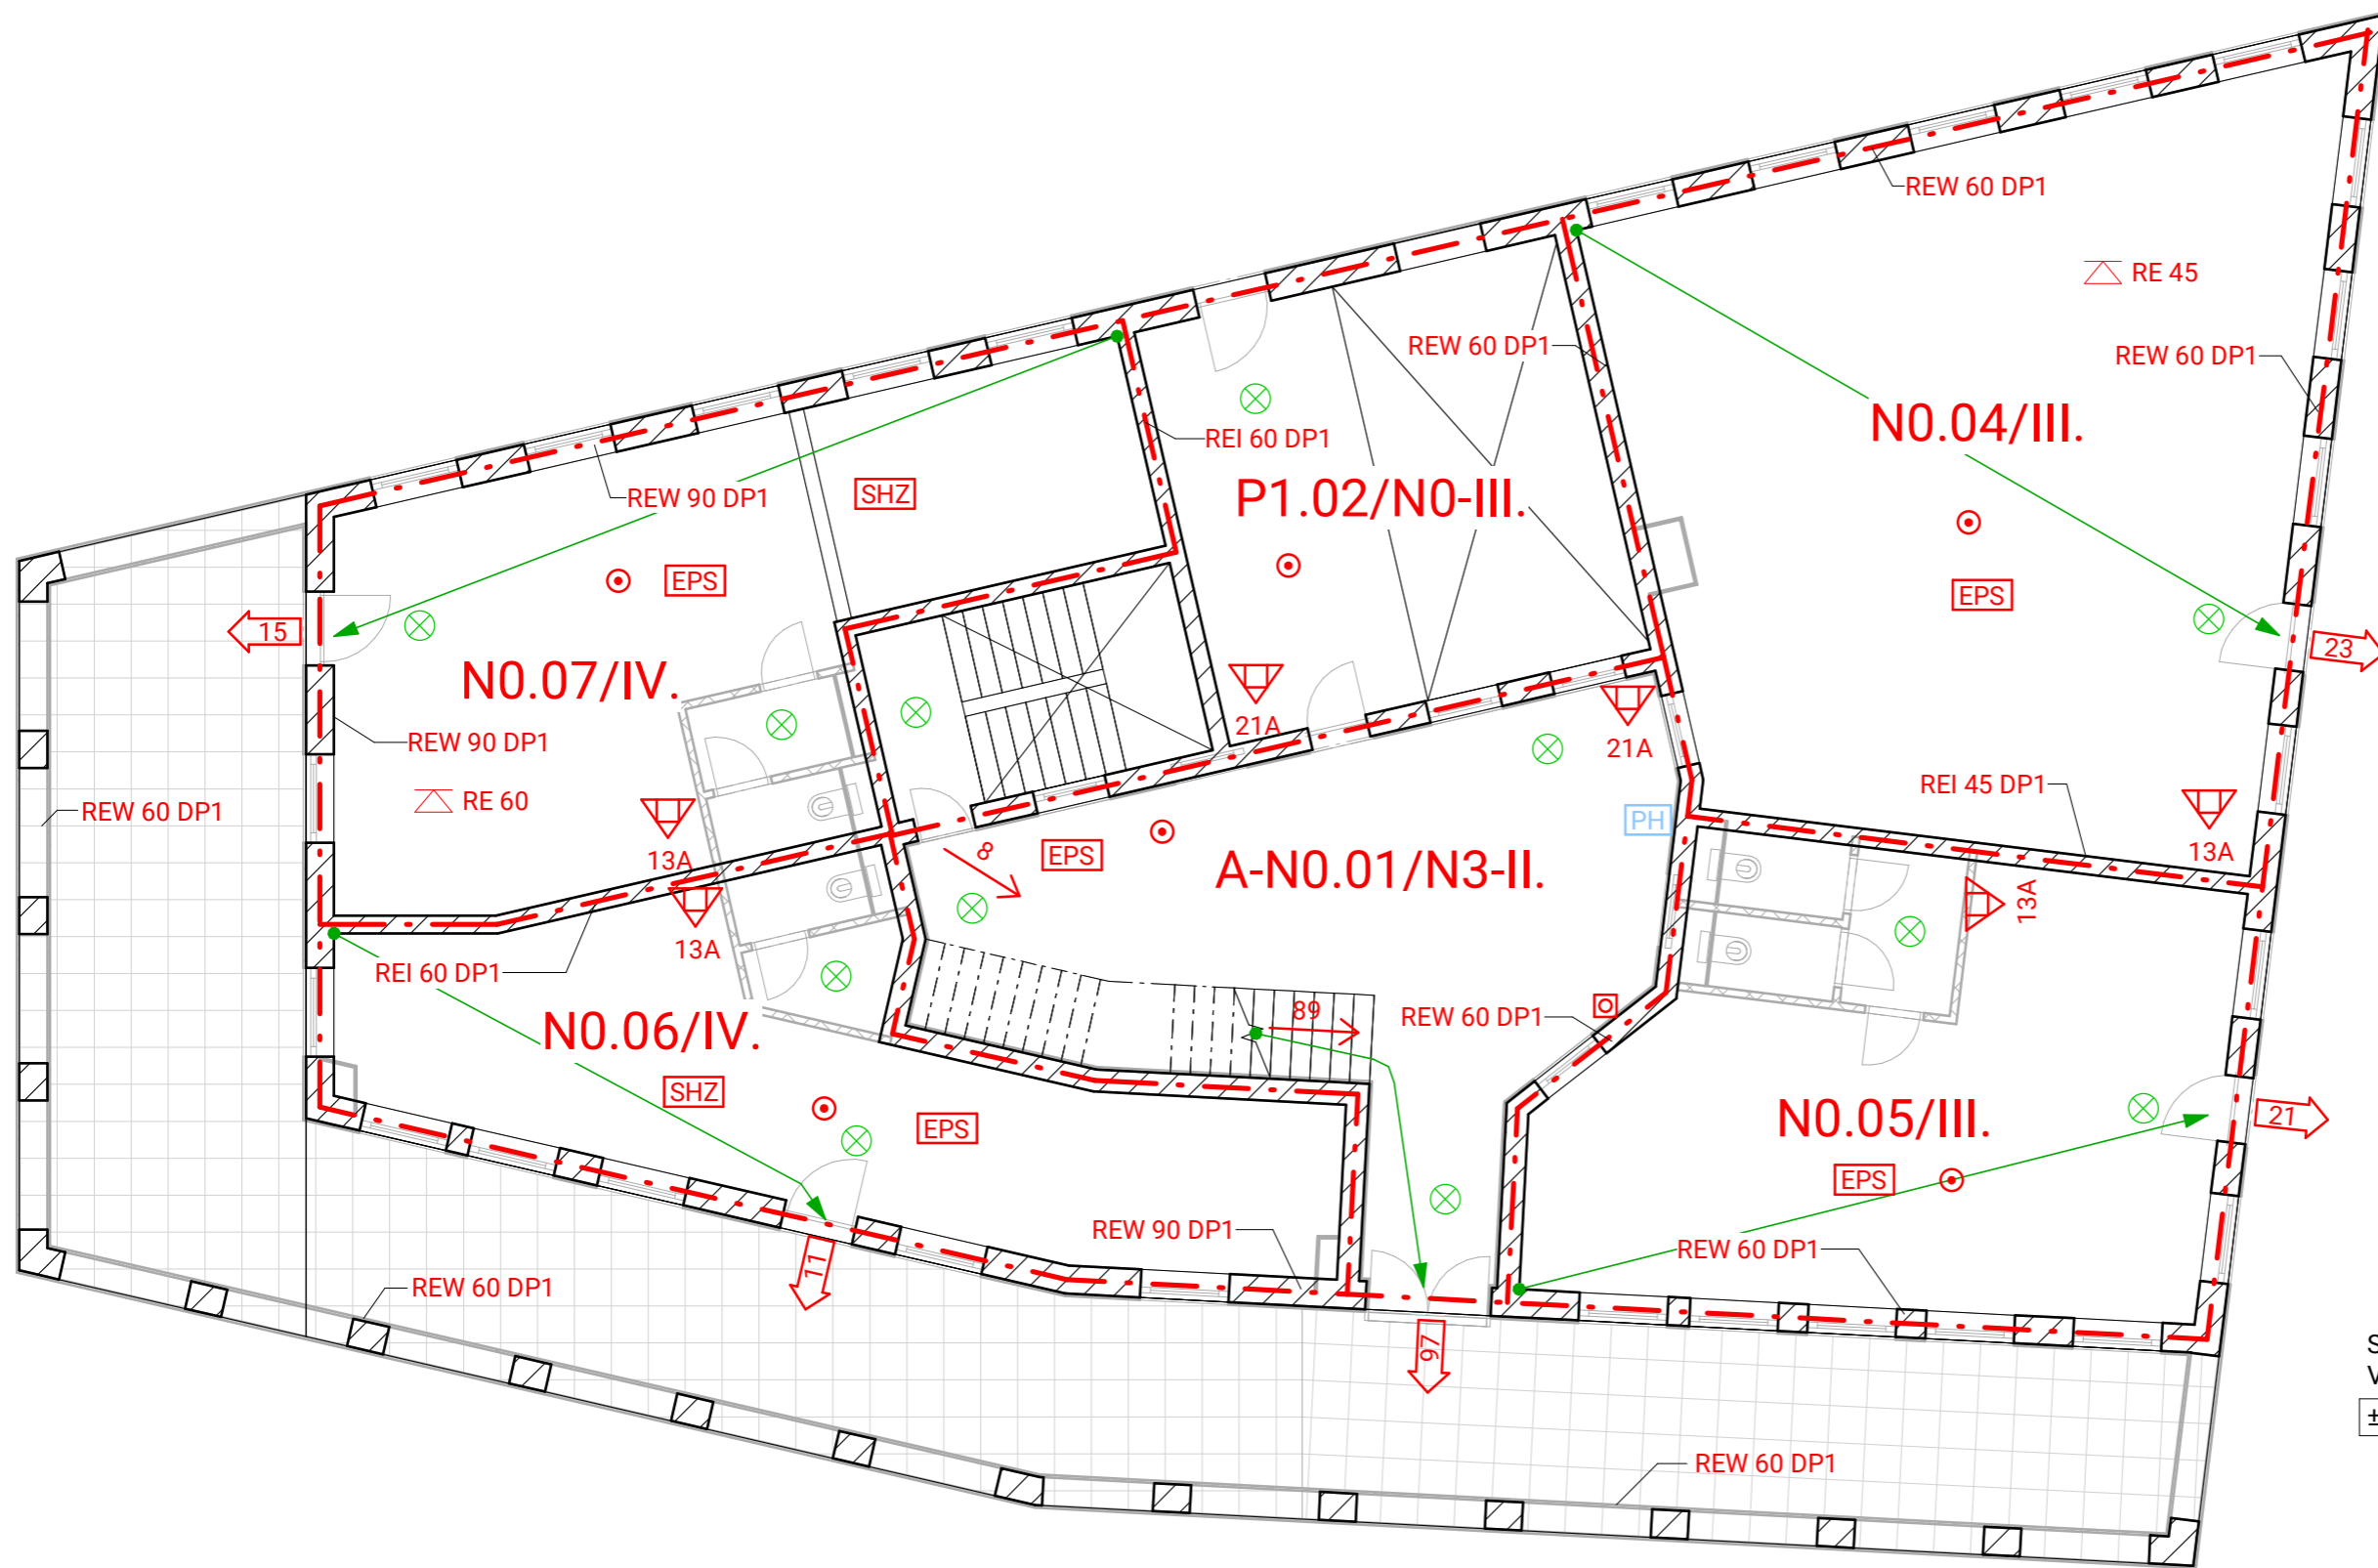 REW 60 DP1
RE 45
REW 60 DP1
REW 60 DP1
N0.04/III.
REI 60 DP1
REW 90 DP1
SHZ
P1.02/N0-III.
EPS
EPS
15
23
N0.07/IV.
21A
21A
REW 90 DP1
REI 45 DP1
RE 60
REW 60 DP1
PH
13A
13A
8
EPS
A-N0.01/N3-II.
13A
13A
REI 60 DP1
89
REW 60 DP1
N0.06/IV.
SHZ
EPS
N0.05/III.
21
EPS
REW 90 DP1
REW 60 DP1
11
REW 60 DP1
97
S
V
±
REW 60 DP1